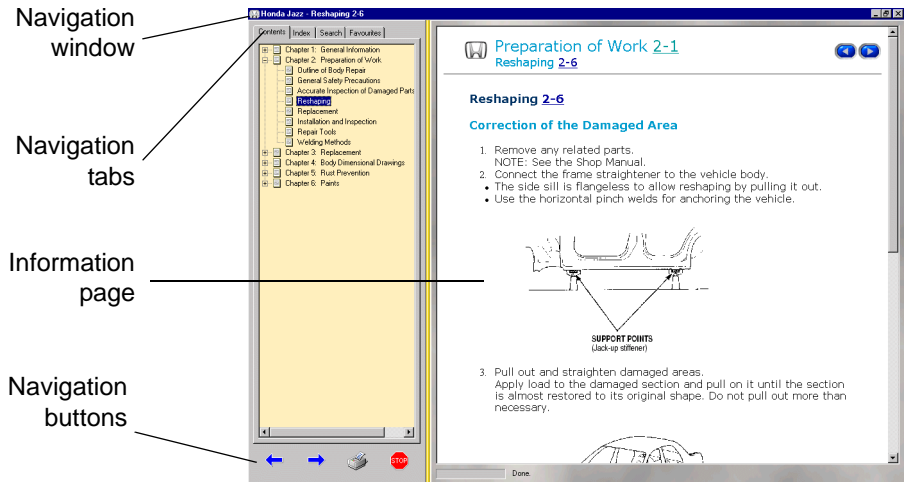 Navigation
window
Navigation
tabs
Information
page
Navigation
buttons
Honda Jazz - Reshaping 2-6
Contents Index Search Favourites
Chapter 1: General Information
Chapter 2: Preparation of Work
Outline of Body Repair
General Safety Precautions
Accurate Inspection of Damaged Parts
Reshaping
Replacement
Installation and Inspection
Repair Tools
Welding Methods
Chapter 3: Replacement
Chapter 4: Body Dimensional Drawings
Chapter 5: Rust Prevention
Chapter 6: Paints
STOP
Preparation of Work 2-1
Reshaping 2-6
Reshaping 2-6
Correction of the Damaged Area
1. Remove any related parts.
NOTE: See the Shop Manual.
2. Connect the frame straightener to the vehicle body.
• The side sill is flangeless to allow reshaping by pulling it out.
• Use the horizontal pinch welds for anchoring the vehicle.
SUPPORT POINTS
(Jack-up stiffener)
3. Pull out and straighten damaged areas.
Apply load to the damaged section and pull on it until the section
is almost restored to its original shape. Do not pull out more than
necessary.
Done.